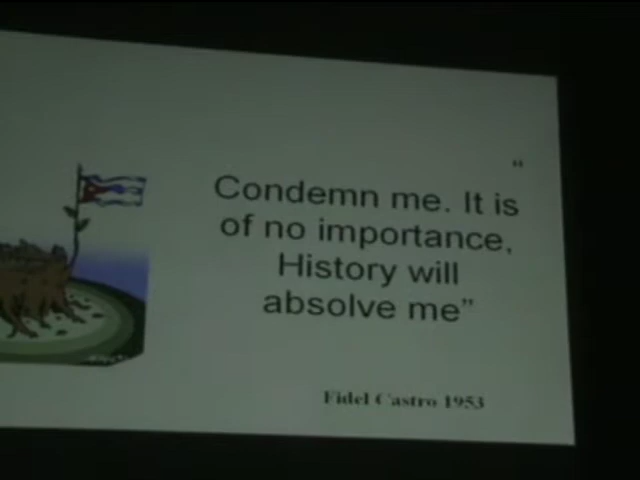 “
Condemn me. It is
of no importance,
History will
absolve me”
Fidel Castro 1953